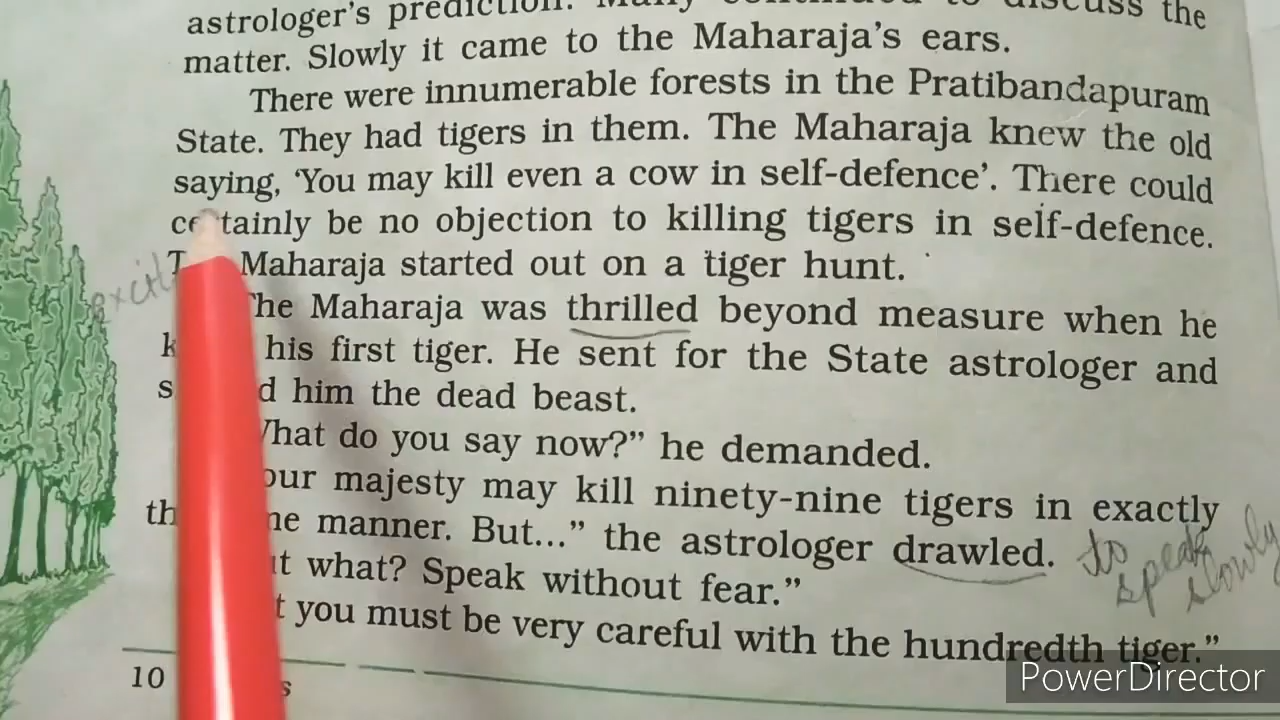 astrologer's prediction. Many continued to discuss the
matter. Slowly it came to the Maharaja's ears.
There were innumerable forests in the Pratibandapuram
State. They had tigers in them. The Maharaja knew the old
saying, 'You may kill even a cow in self-defence'. There could
certainly be no objection to killing tigers in self-defence.
Maharaja started out on a tiger hunt.
The Maharaja was thrilled beyond measure when he
his first tiger. He sent for the State astrologer and
him the dead beast.
What do you say now?" he demanded.
our majesty may kill ninety-nine tigers in exactly
manner. But..." the astrologer drawled. to speak slowly
what? Speak without fear."
you must be very careful with the hundredth tiger."
10
PowerDirector